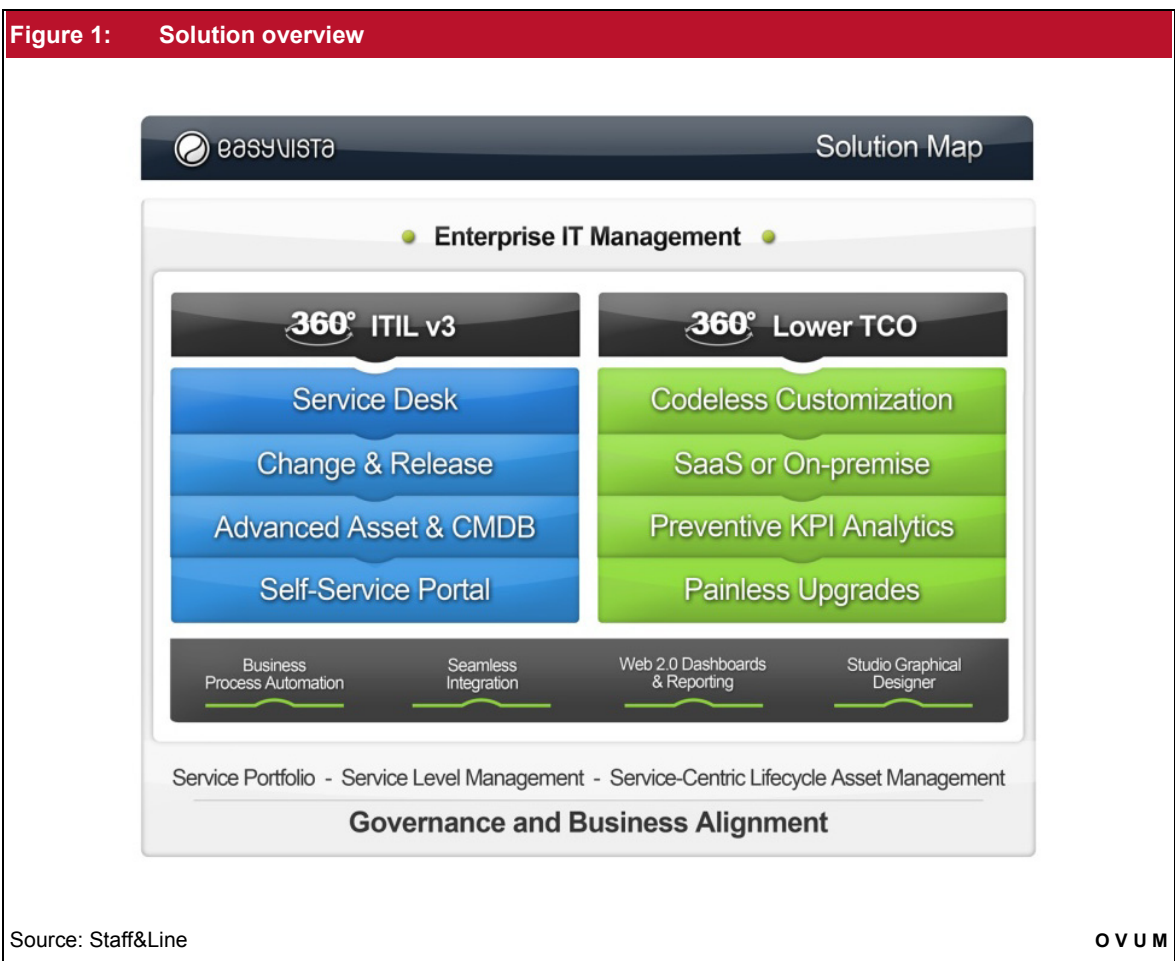 Figure 1: Solution overview
easyvista
Solution Map
Enterprise IT Management
360° ITIL v3
Service Desk
Change & Release
Advanced Asset & CMDB
Self-Service Portal
360° Lower TCO
Codeless Customization
SaaS or On-premise
Preventive KPI Analytics
Painless Upgrades
Business
Process Automation
Seamless
Integration
Web 2.0 Dashboards
& Reporting
Studio Graphical
Designer
Service Portfolio - Service Level Management - Service-Centric Lifecycle Asset Management
Governance and Business Alignment
Source: Staff&Line
OVUM